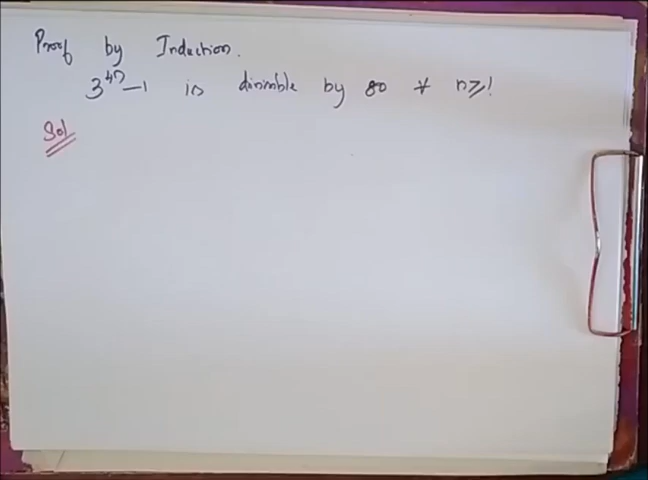 Proof by Induction.
3^{4n}-1 is divisible by 80 ∀ n≥1
Sol